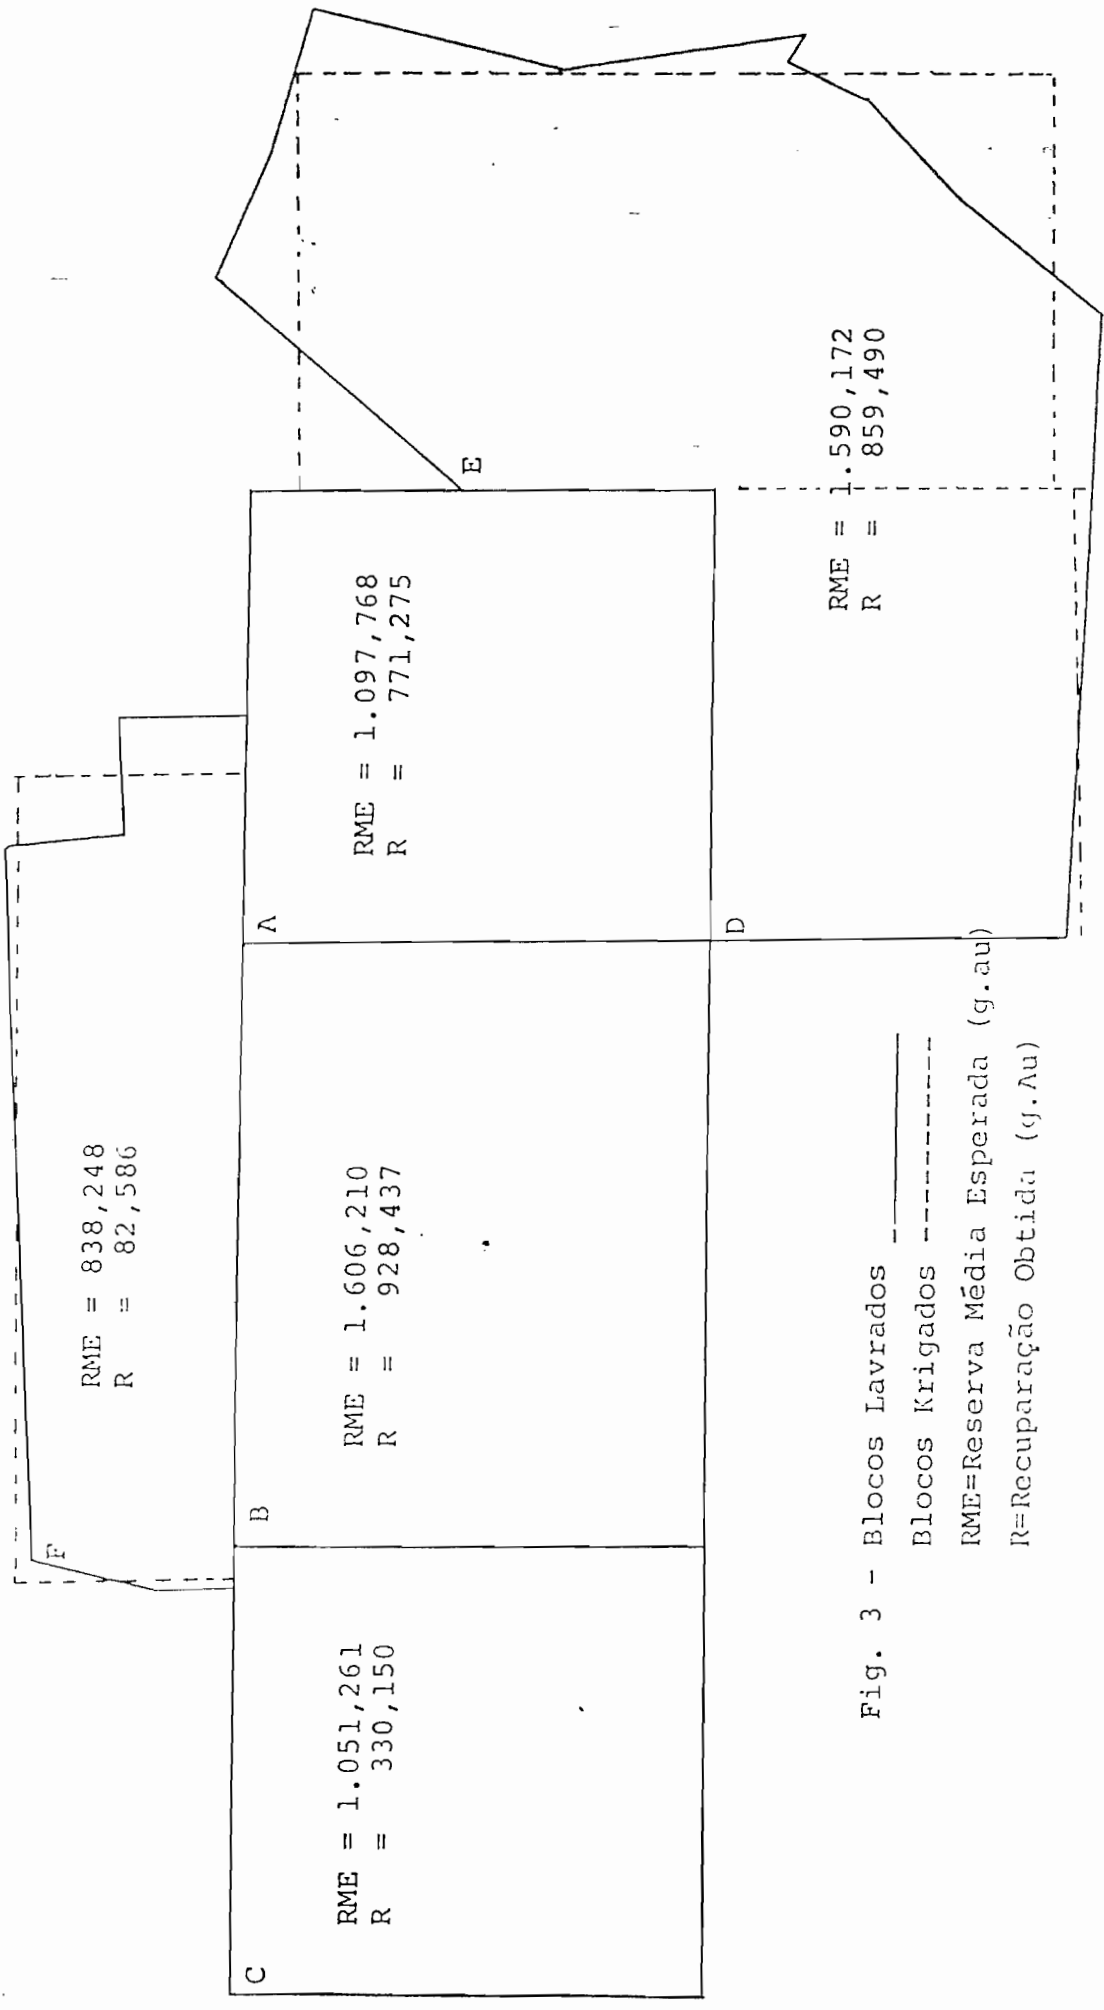 F
RME = 838,248
R = 82,586
C
RME = 1.051,261
R = 330,150
B
RME = 1.606,210
R = 928,437
A
RME = 1.097,768
R = 771,275
E
D
RME = 1.590,172
R = 859,490
Fig. 3 - Blocos Lavrados
Blocos Krigados
RME=Reserva Média Esperada (g.au)
R=Recuparação Obtida (g.Au)